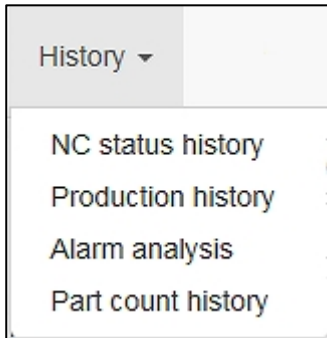 History
NC status history
Production history
Alarm analysis
Part count history